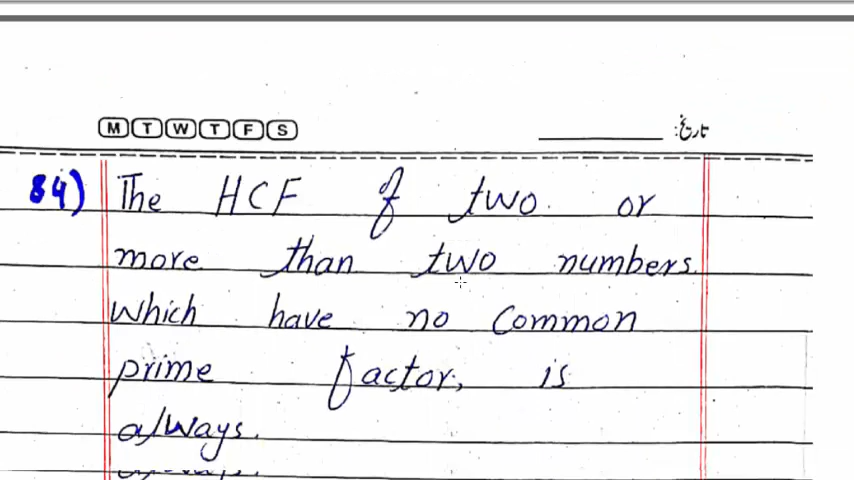 M T W T F S
تاریخ:
84) The HCF of two or
more than two numbers
which have no common
prime factor, is
always.